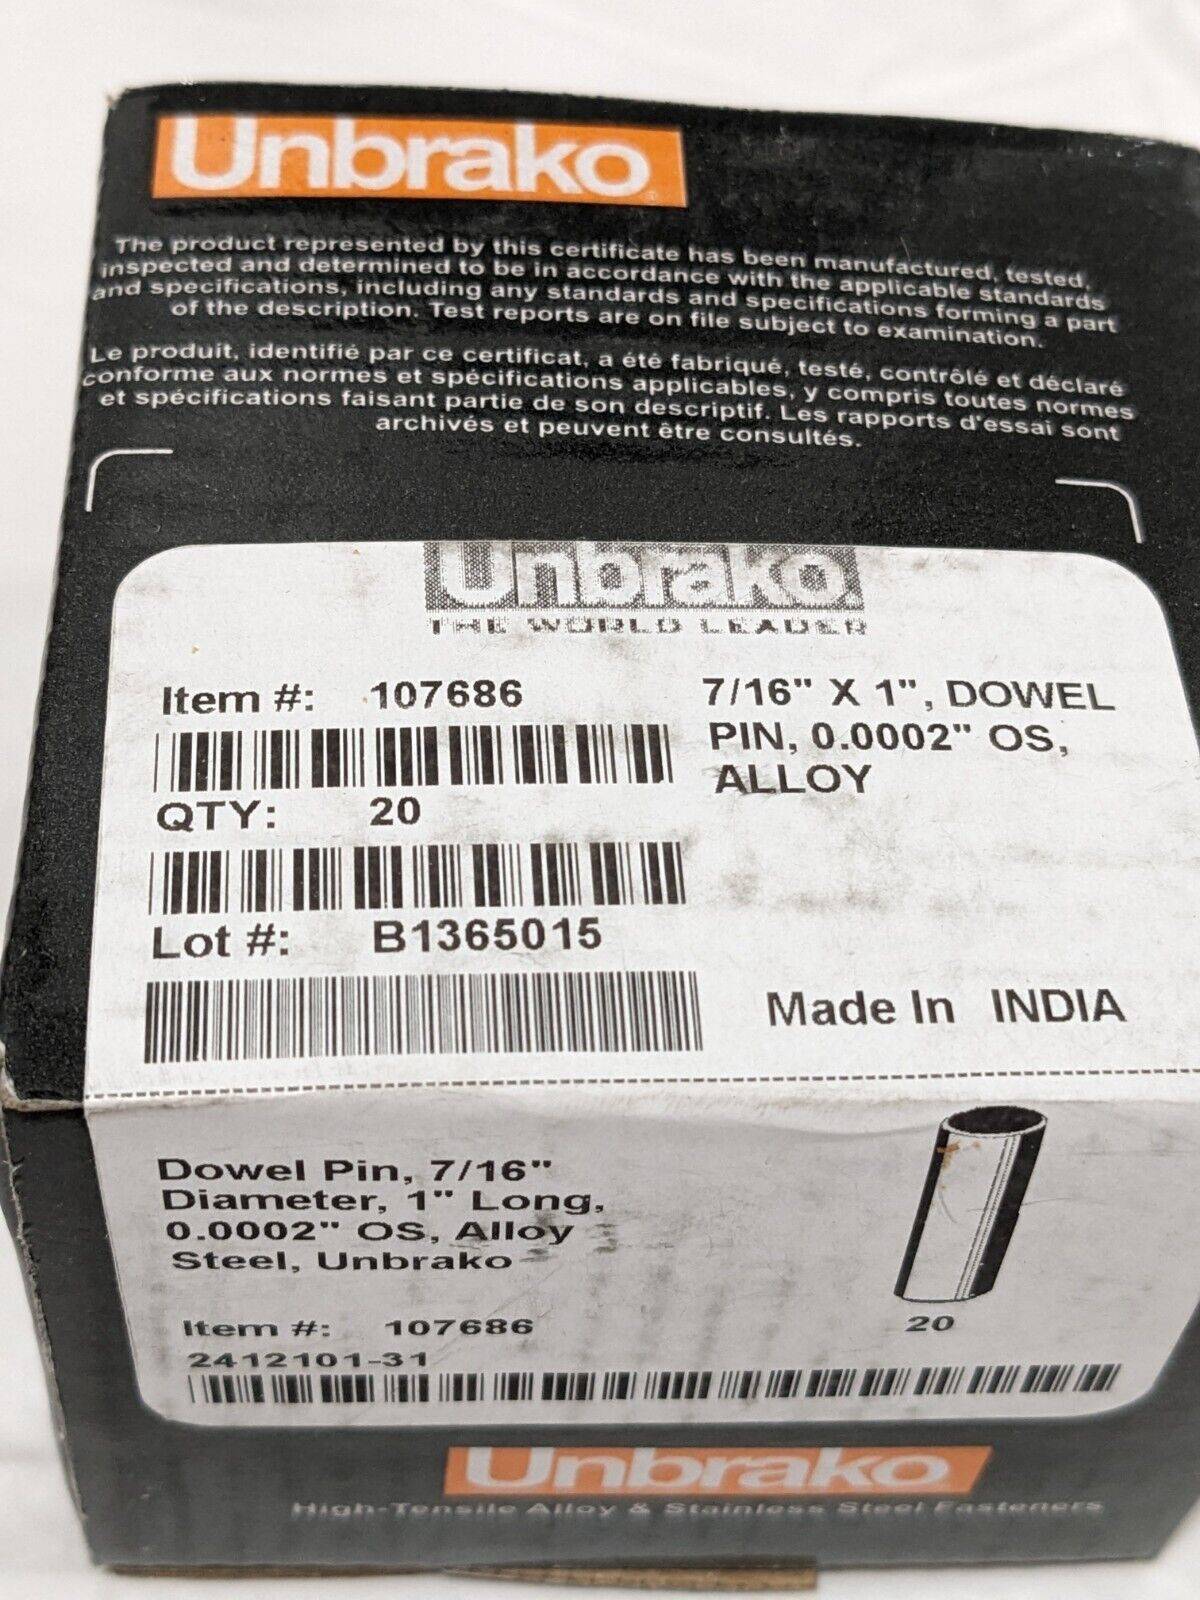 Unbrako
The product represented by this certificate has been manufactured, tested,
inspected and determined to be in accordance with the applicable standards
and specifications, including any standards and specifications forming a part
of the description. Test reports are on file subject to examination.
Le produit, identifié par ce certificat, a été fabriqué, testé, contrôlé et déclaré
conforme aux normes et spécifications applicables, y compris toutes normes
et spécifications faisant partie de son descriptif. Les rapports d'essai sont
archivés et peuvent être consultés.
Unbrako
THE WORLD LEADER
Item #: 107686
7/16" X 1", DOWEL
PIN, 0.0002" OS,
ALLOY
QTY: 20
Lot #: B1365015
Made In INDIA
Dowel Pin, 7/16"
Diameter, 1" Long,
0.0002" OS, Alloy
Steel, Unbrako
Item #: 107686
20
2412101-31
Unbrako
High-Tensile Alloy & Stainless Steel Fasteners